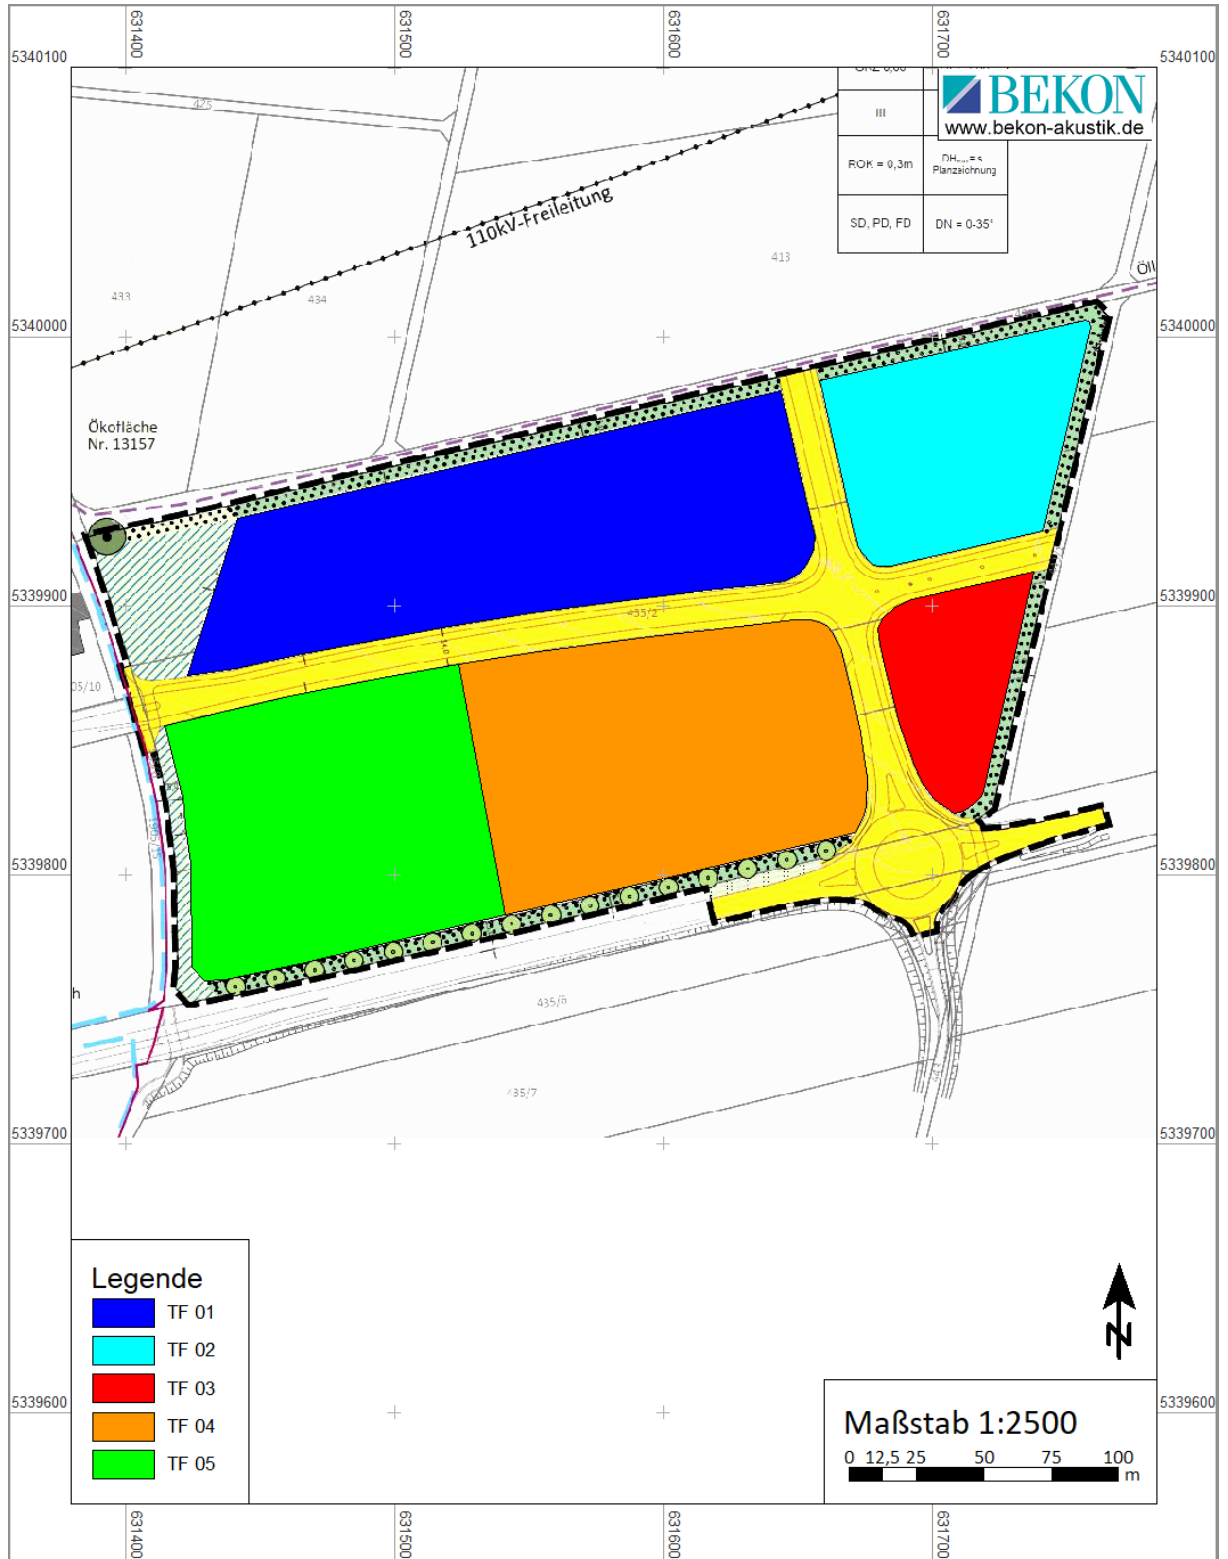 631400
631500
631600
631700
5340100
5340100
BEKON
www.bekon-akustik.de
III
ROK = 0,3m
Planzeichnung
SD, PD, FD
DN = 0-35°
425
110kV-Freileitung
413
Öll
433
434
5340000
5340000
Ökofläche
Nr. 13157
5339900
5339900
435/2
05/10
5339800
5339800
h
435/6
435/7
5339700
5339700
Legende
TF 01
TF 02
TF 03
TF 04
TF 05
N
5339600
5339600
Maßstab 1:2500
0 12,5 25 50 75 100
m
631400
631500
631600
631700